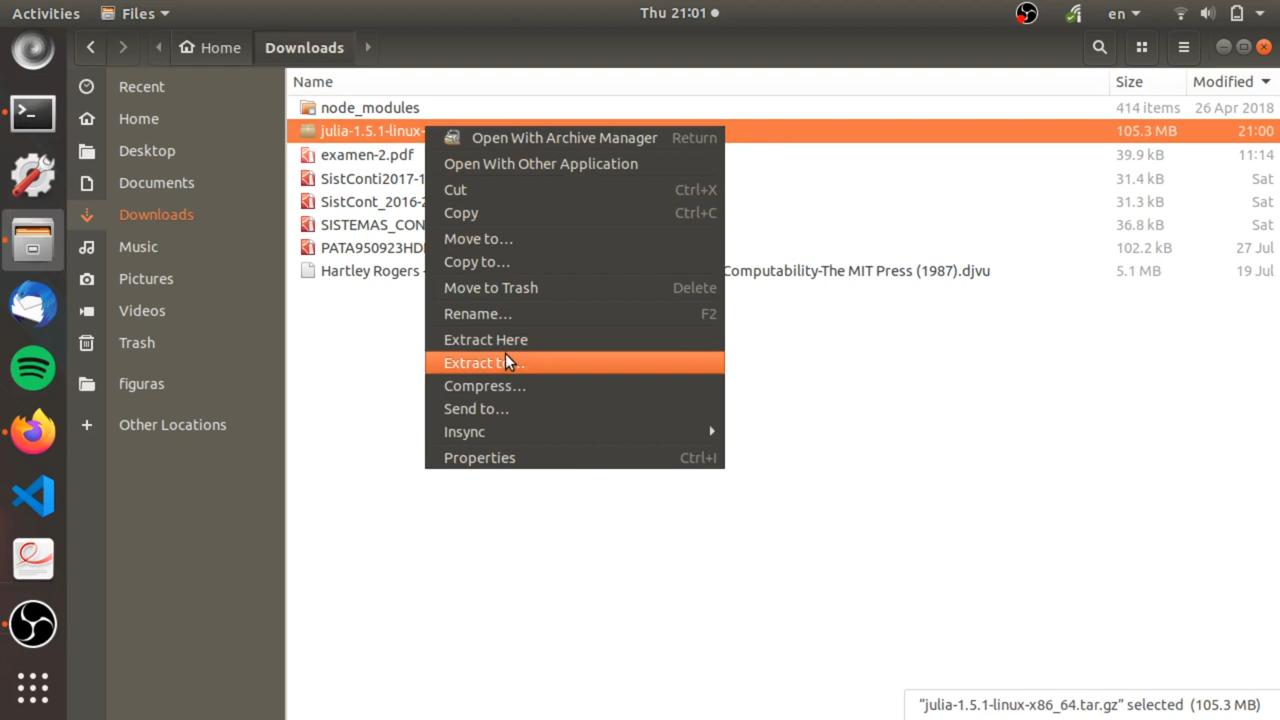 Activities Files Thu 21:01 en
Home Downloads
Recent
Home
Desktop
Documents
Downloads
Music
Pictures
Videos
Trash
figuras
Other Locations
Name Size Modified
node_modules 414 items 26 Apr 2018
julia-1.5.1-linux- 105.3 MB 21:00
examen-2.pdf 39.9 kB 11:14
SistConti2017-1 31.4 kB Sat
SistCont_2016-2 31.3 kB Sat
SISTEMAS_CON 36.8 kB Sat
PATA950923HD 102.2 kB 27 Jul
Hartley Rogers - Computability-The MIT Press (1987).djvu 5.1 MB 19 Jul
Open With Archive Manager Return
Open With Other Application
Cut Ctrl+X
Copy Ctrl+C
Move to…
Copy to…
Move to Trash Delete
Rename… F2
Extract Here
Extract to…
Compress…
Send to…
Insync
Properties Ctrl+I
"julia-1.5.1-linux-x86_64.tar.gz" selected (105.3 MB)